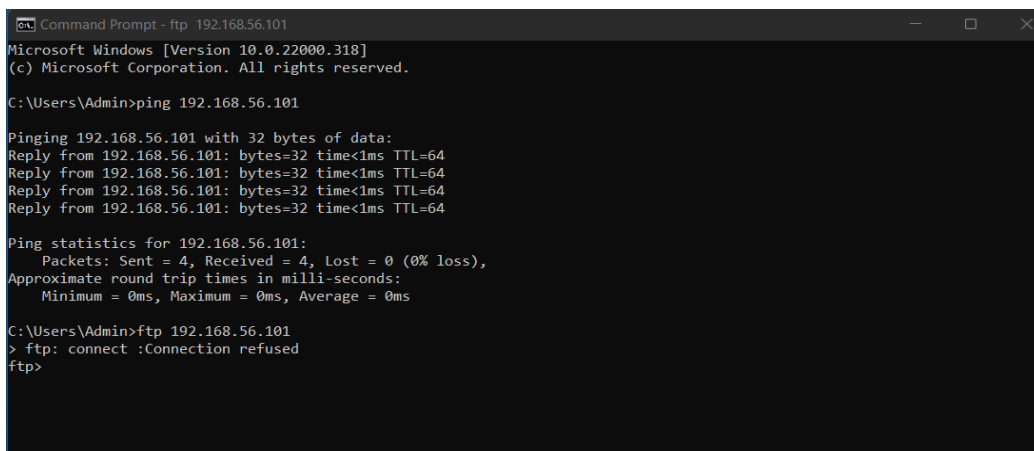 Command Prompt - ftp 192.168.56.101
Microsoft Windows [Version 10.0.22000.318]
(c) Microsoft Corporation. All rights reserved.
C:\Users\Admin>ping 192.168.56.101
Pinging 192.168.56.101 with 32 bytes of data:
Reply from 192.168.56.101: bytes=32 time<1ms TTL=64
Reply from 192.168.56.101: bytes=32 time<1ms TTL=64
Reply from 192.168.56.101: bytes=32 time<1ms TTL=64
Reply from 192.168.56.101: bytes=32 time<1ms TTL=64
Ping statistics for 192.168.56.101:
    Packets: Sent = 4, Received = 4, Lost = 0 (0% loss),
Approximate round trip times in milli-seconds:
    Minimum = 0ms, Maximum = 0ms, Average = 0ms
C:\Users\Admin>ftp 192.168.56.101
> ftp: connect :Connection refused
ftp>